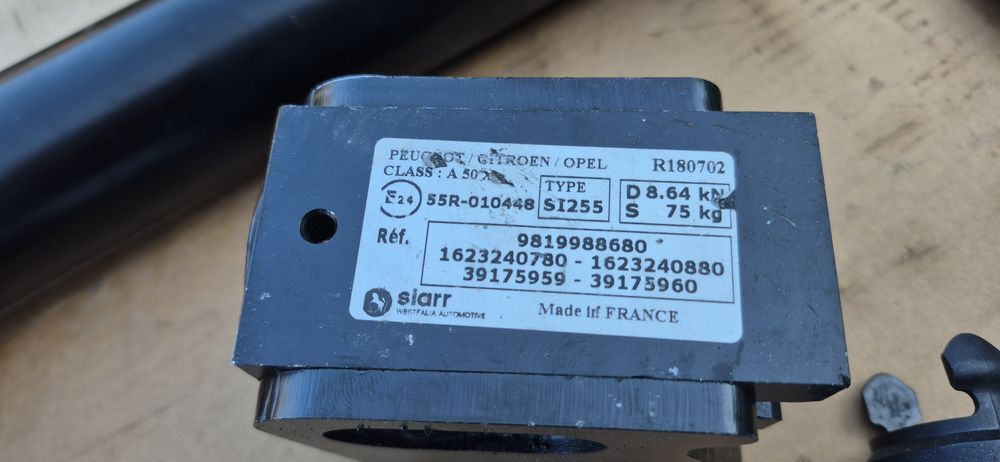 PEUGEOT / CITROEN / OPEL R180702
CLASS : A 50
E24 55R-010448 TYPE SI255 D 8.64 kN
S 75 kg
Réf. 9819988680
1623240780 - 1623240880
39175959 - 39175960
siarr
WESTFALIA AUTOMOTIVE
Made in FRANCE